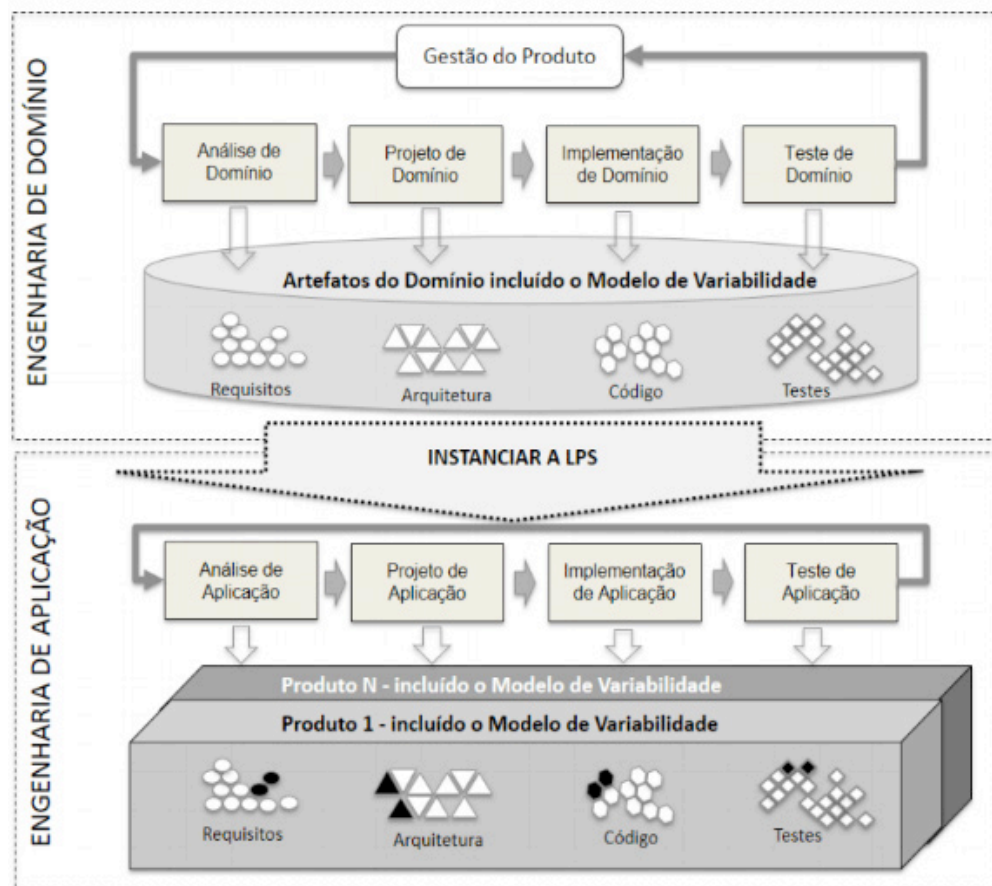 ENGENHARIA DE DOMÍNIO
Gestão do Produto
Análise de
Domínio
Projeto de
Domínio
Implementação
de Domínio
Teste de
Domínio
Artefatos do Domínio incluído o Modelo de Variabilidade
Requisitos
Arquitetura
Código
Testes
INSTANCIAR A LPS
ENGENHARIA DE APLICAÇÃO
Análise de
Aplicação
Projeto de
Aplicação
Implementação
de Aplicação
Teste de
Aplicação
Produto N - incluído o Modelo de Variabilidade
Produto 1 - incluído o Modelo de Variabilidade
Requisitos
Arquitetura
Código
Testes